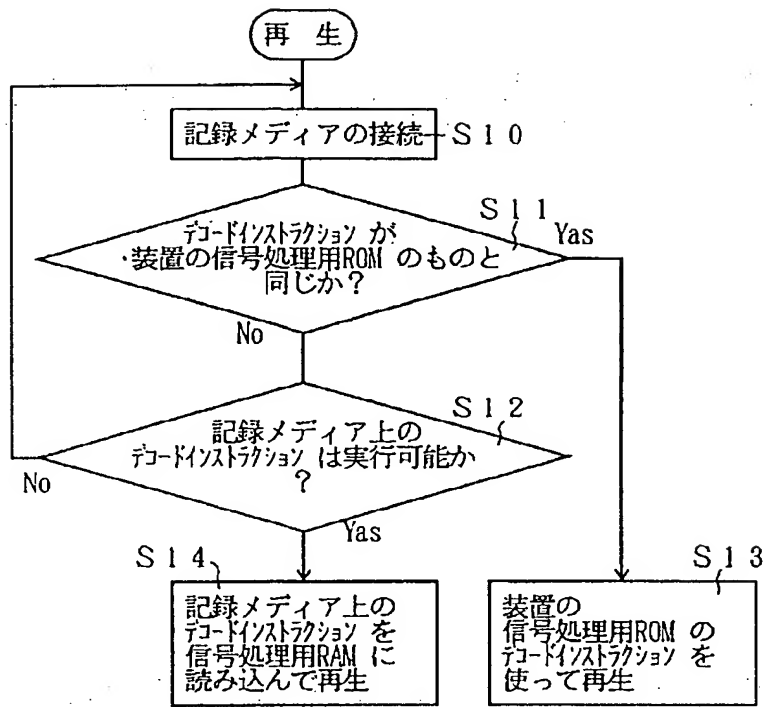 再 生
記録メディアの接続
S10
S11
デコードインストラクション が
装置の信号処理用ROM のものと
同じか?
Yas
No
S12
記録メディア上の
デコードインストラクション は実行可能か
?
No
Yas
S14
S13
記録メディア上の
デコードインストラクション を
信号処理用RAM に
読み込んで再生
装置の
信号処理用ROM の
デコードインストラクション を
使って再生